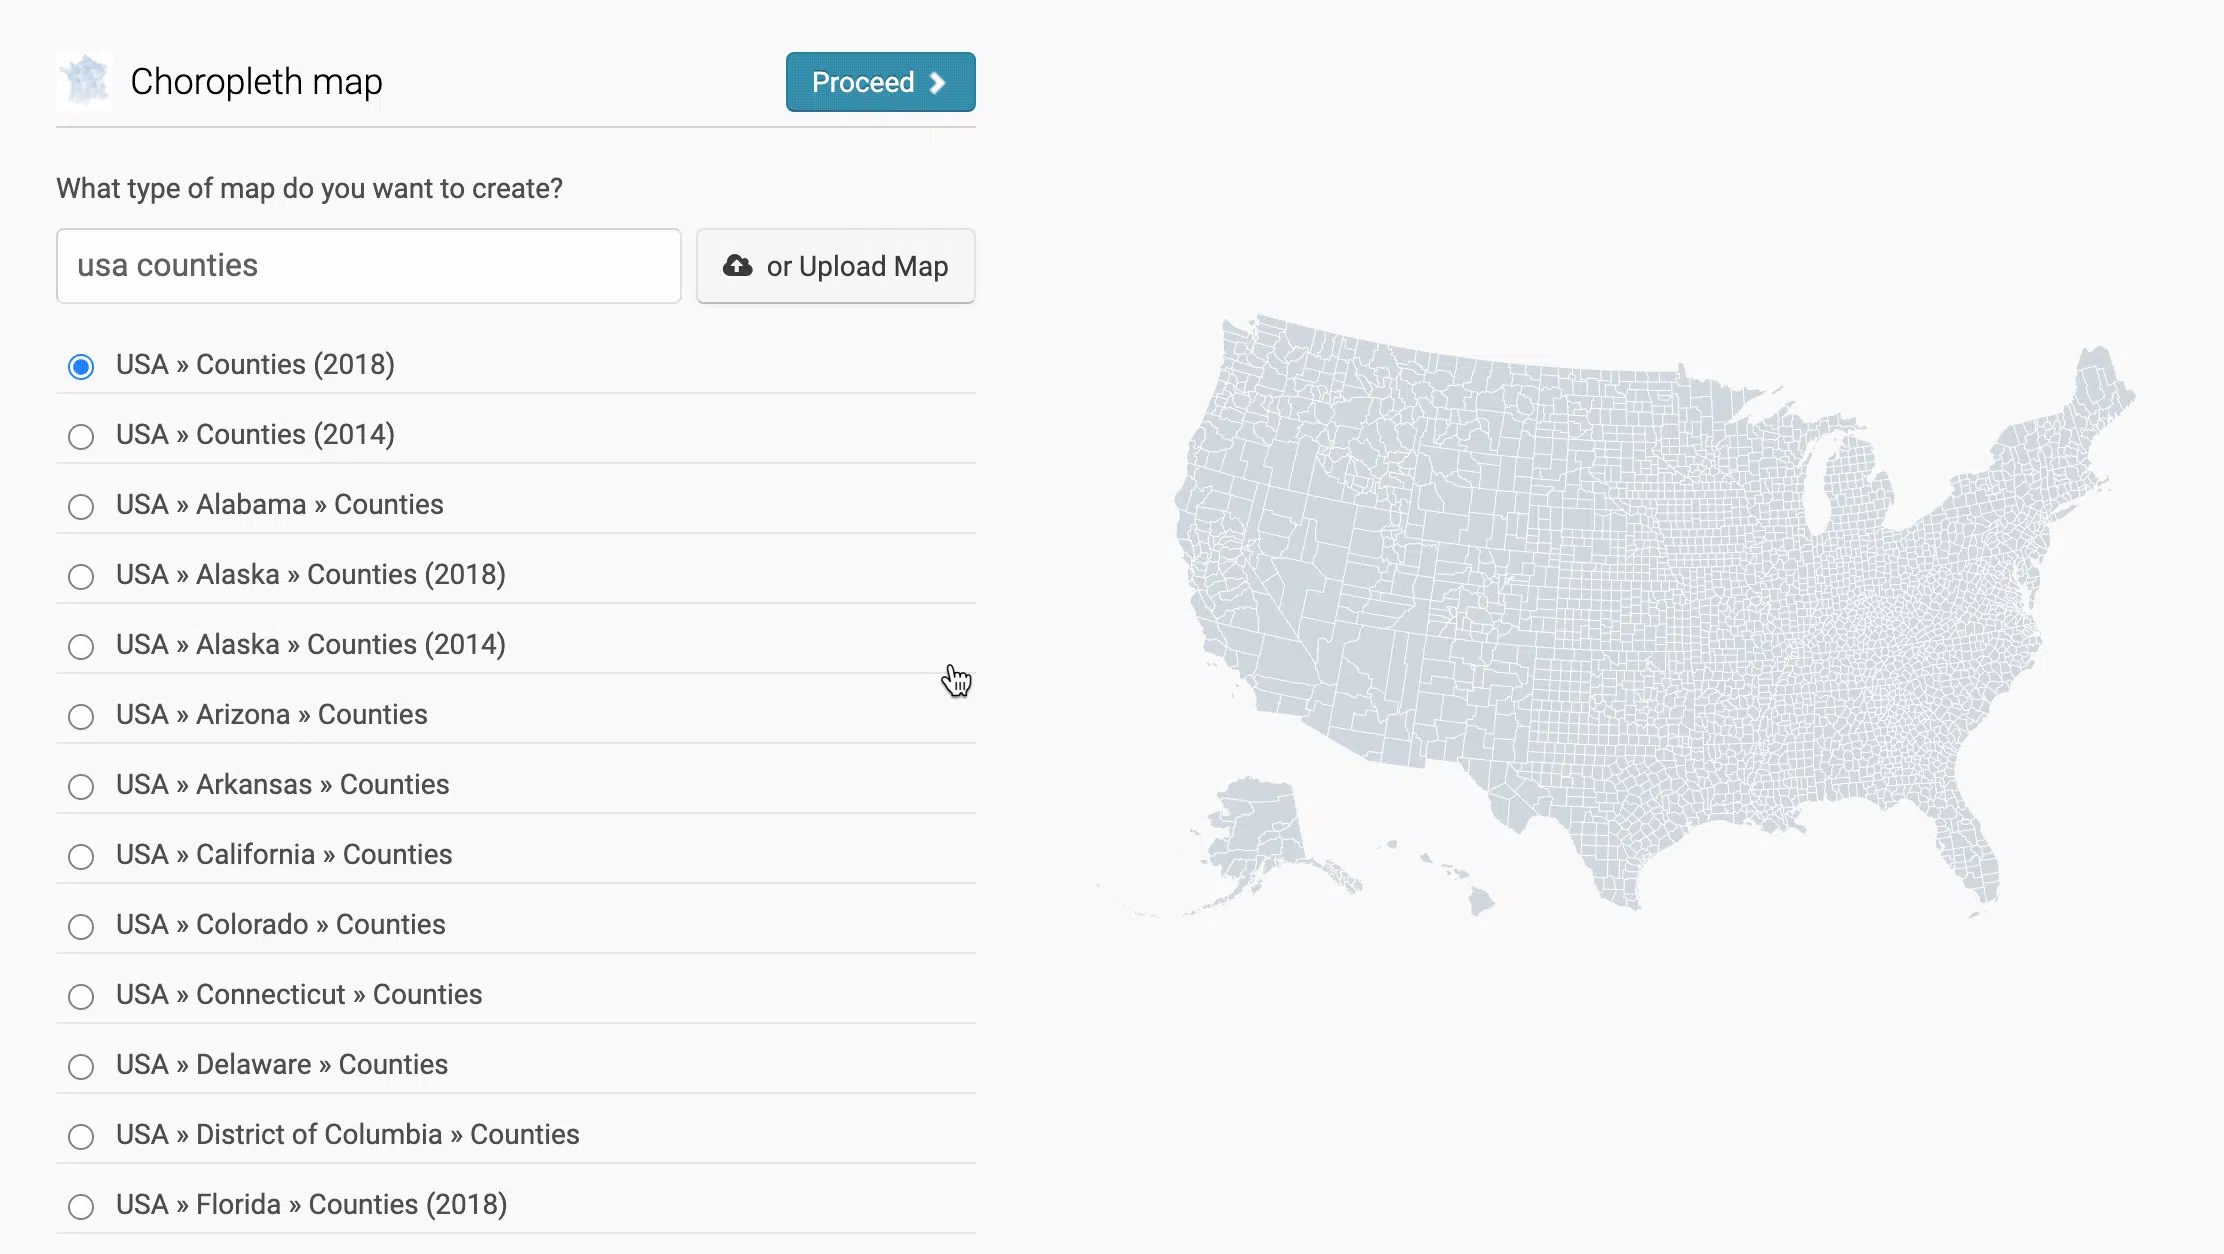 Choropleth map
Proceed
What type of map do you want to create?
usa counties
or Upload Map
USA » Counties (2018)
USA » Counties (2014)
USA » Alabama » Counties
USA » Alaska » Counties (2018)
USA » Alaska » Counties (2014)
USA » Arizona » Counties
USA » Arkansas » Counties
USA » California » Counties
USA » Colorado » Counties
USA » Connecticut » Counties
USA » Delaware » Counties
USA » District of Columbia » Counties
USA » Florida » Counties (2018)